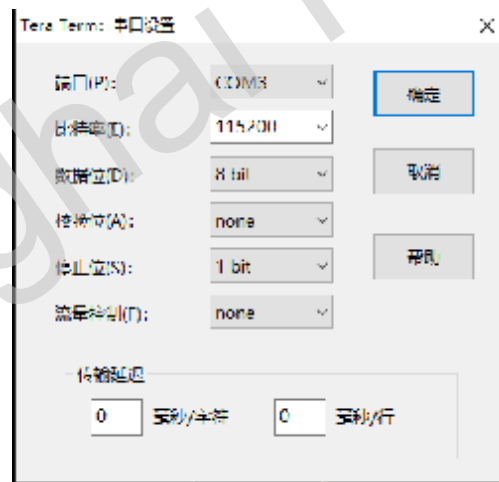 Tera Term: 串口设置
端口(P): COM3 确定
比特率(E): 115200
数据位(D): 8 bit 取消
校验位(A): none
停止位(S): 1 bit 帮助
流量控制(F): none
传输延迟
0 毫秒/字符 0 毫秒/行